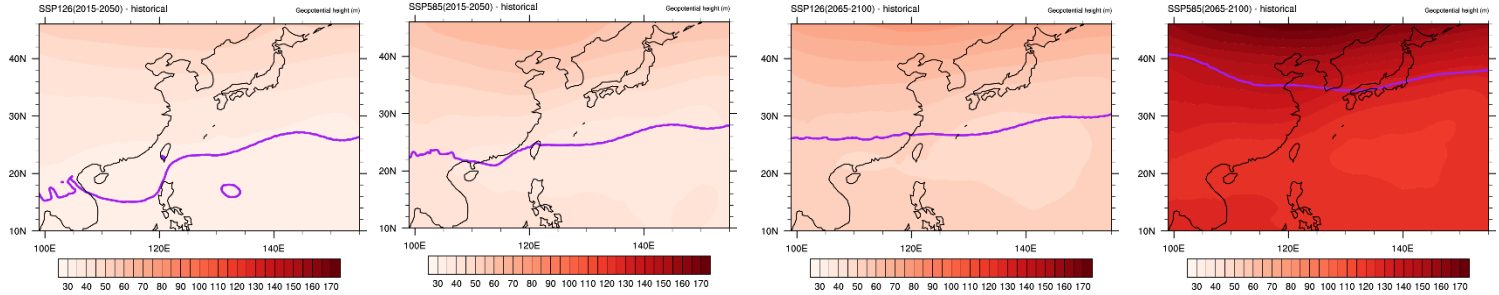 SSP126(2015-2050) - historical
Geopotential height (m)
40N
30N
20N
10N
100E
120E
140E
30 40 50 60 70 80 90 100 110 120 130 140 150 160 170
SSP585(2015-2050) - historical
Geopotential height (m)
40N
30N
20N
10N
100E
120E
140E
30 40 50 60 70 80 90 100 110 120 130 140 150 160 170
SSP126(2065-2100) - historical
Geopotential height (m)
40N
30N
20N
10N
100E
120E
140E
30 40 50 60 70 80 90 100 110 120 130 140 150 160 170
SSP585(2065-2100) - historical
Geopotential height (m)
40N
30N
20N
10N
100E
120E
140E
30 40 50 60 70 80 90 100 110 120 130 140 150 160 170